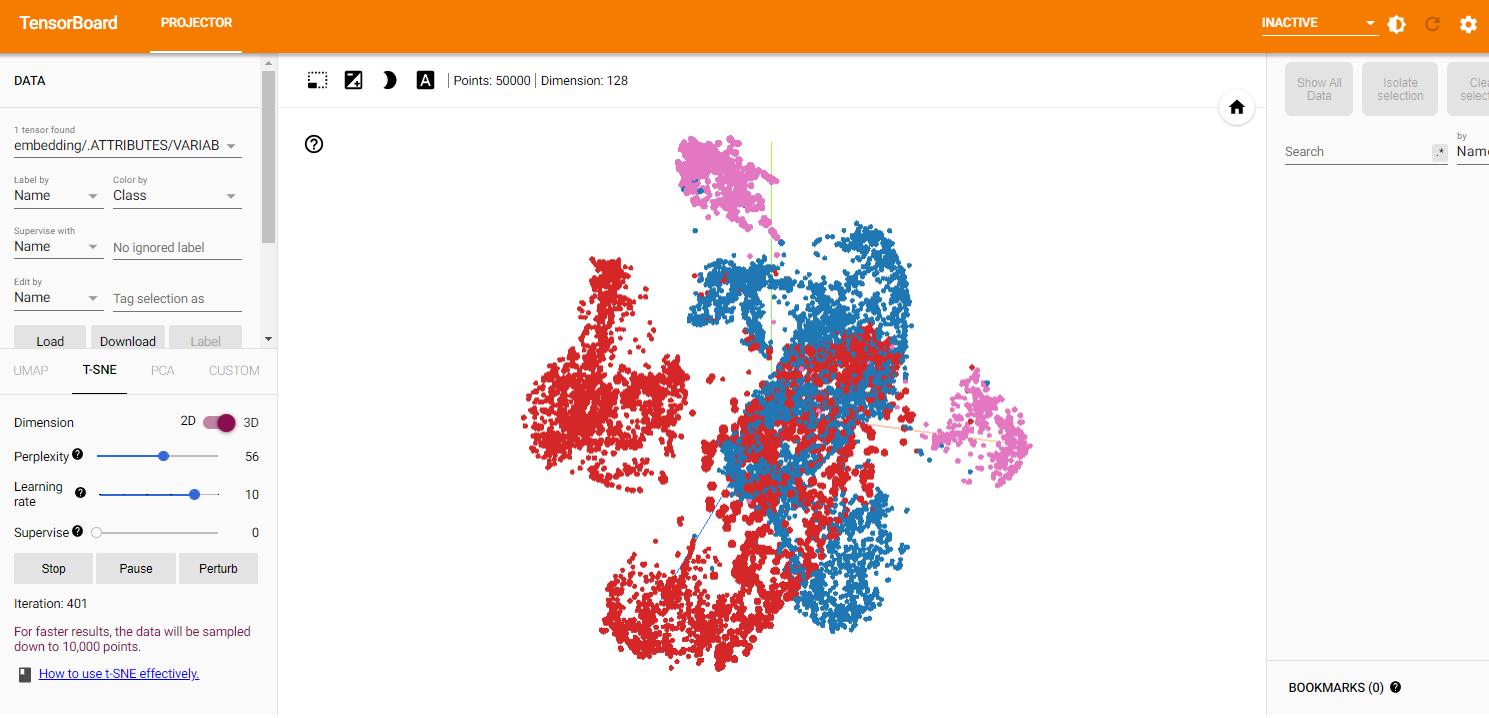 TensorBoard
PROJECTOR
INACTIVE
DATA
Points: 50000
Dimension: 128
Show All
Data
Isolate
selection
Clea
select
1 tensor found
embedding/.ATTRIBUTES/VARIAB
Label by
Name
Color by
Class
Supervise with
Name
No ignored label
Edit by
Name
Tag selection as
Load
Download
Label
Search
.*
by
Name
UMAP
T-SNE
PCA
CUSTOM
Dimension
2D
3D
Perplexity
56
Learning
rate
10
Supervise
0
Stop
Pause
Perturb
Iteration: 401
For faster results, the data will be sampled
down to 10,000 points.
How to use t-SNE effectively.
BOOKMARKS (0)